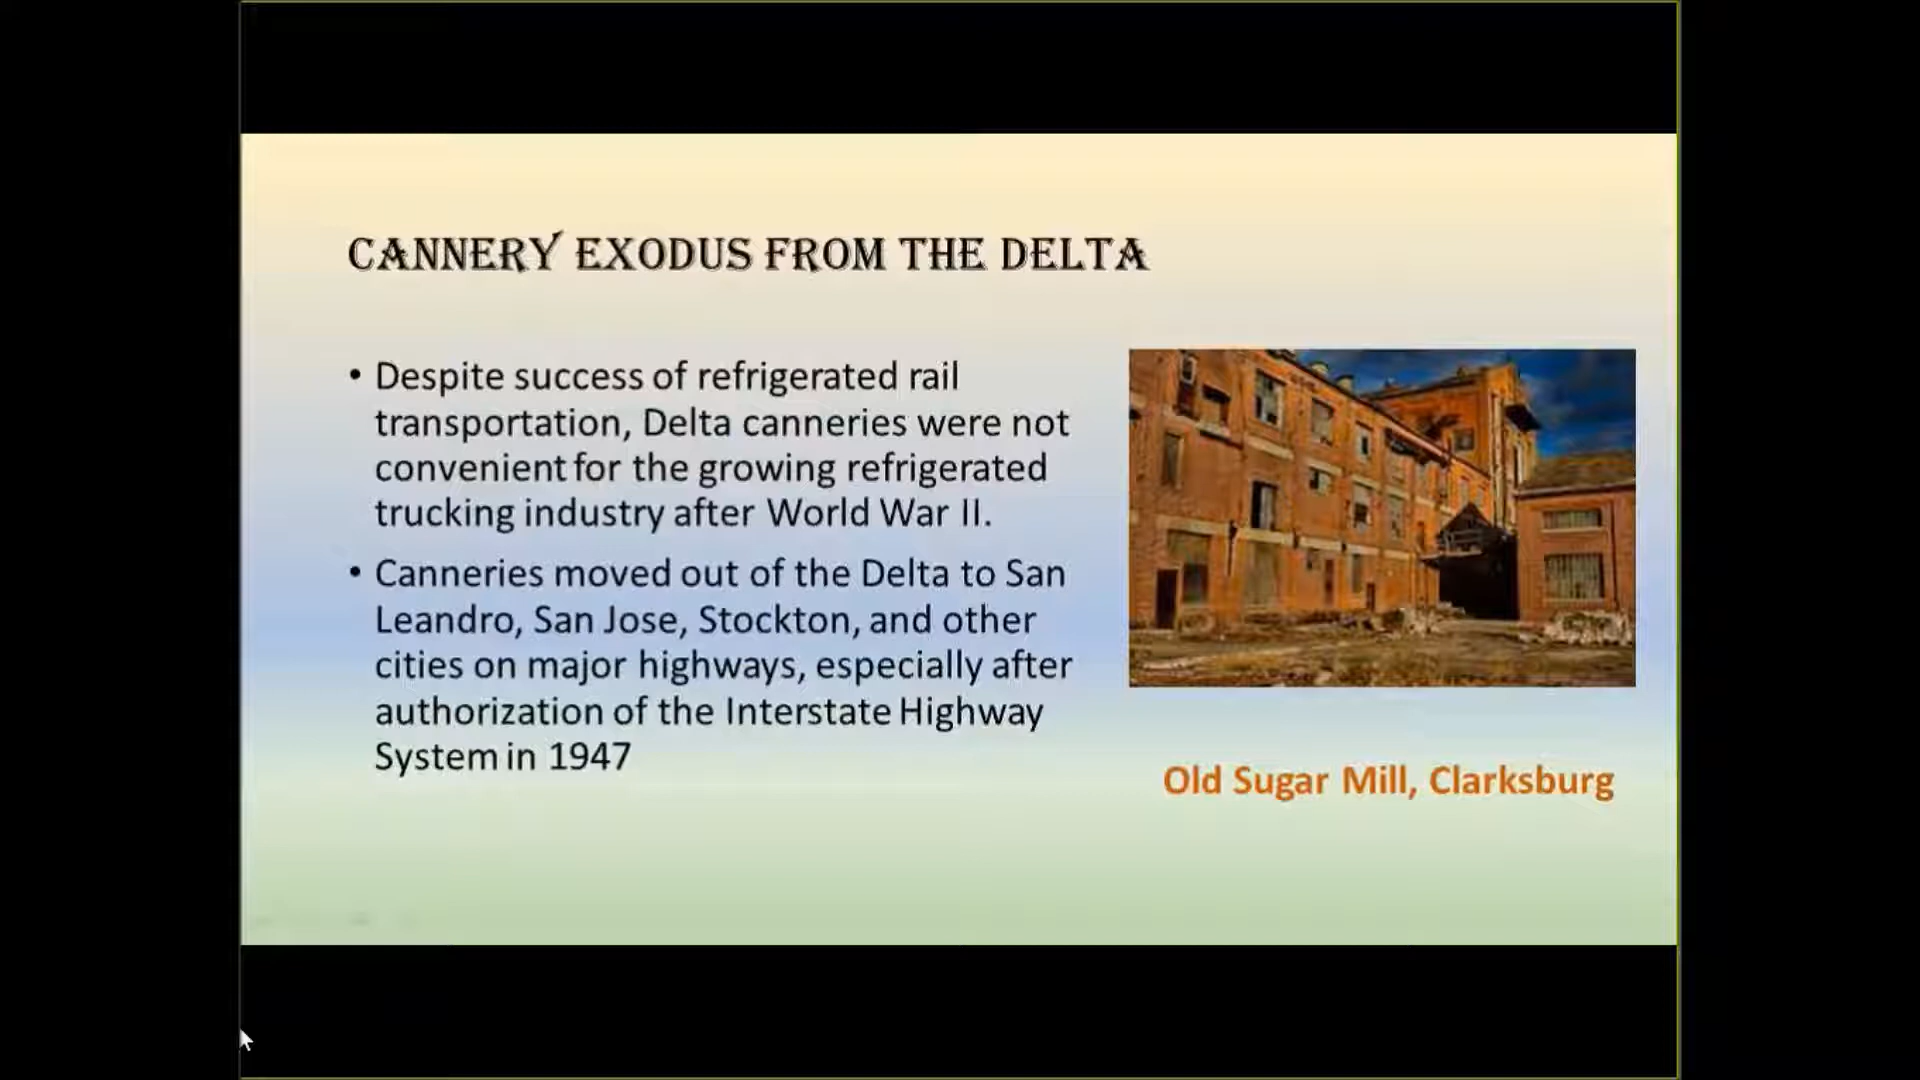 CANNERY EXODUS FROM THE DELTA
• Despite success of refrigerated rail
transportation, Delta canneries were not
convenient for the growing refrigerated
trucking industry after World War II.
• Canneries moved out of the Delta to San
Leandro, San Jose, Stockton, and other
cities on major highways, especially after
authorization of the Interstate Highway
System in 1947
Old Sugar Mill, Clarksburg